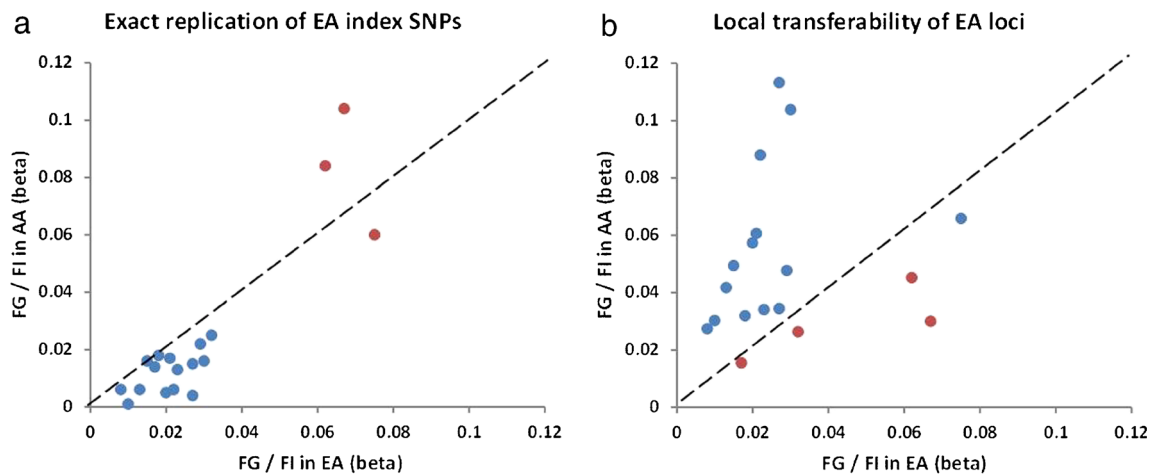 a
Exact replication of EA index SNPs
0.12
0.1
0.08
0.06
0.04
0.02
0
FG / FI in AA (beta)
0 0.02 0.04 0.06 0.08 0.1 0.12
FG / FI in EA (beta)
b
Local transferability of EA loci
0.12
0.1
0.08
0.06
0.04
0.02
0
FG / FI in AA (beta)
0 0.02 0.04 0.06 0.08 0.1 0.12
FG / FI in EA (beta)